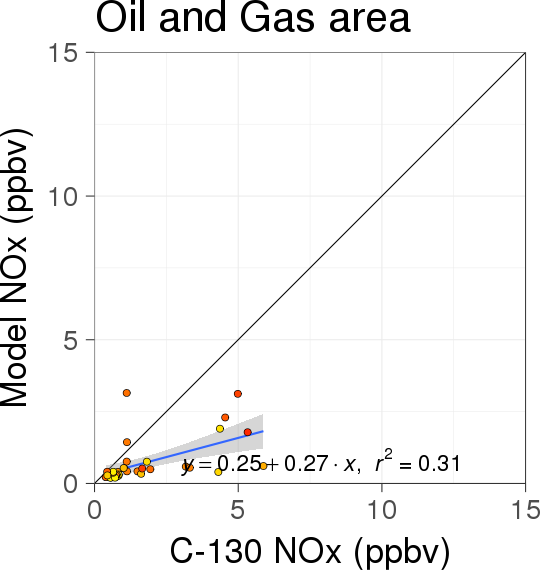 Oil and Gas area
15
10
5
0
Model NOx (ppbv)
y = 0.25 + 0.27 · x, r² = 0.31
0 5 10 15
C-130 NOx (ppbv)